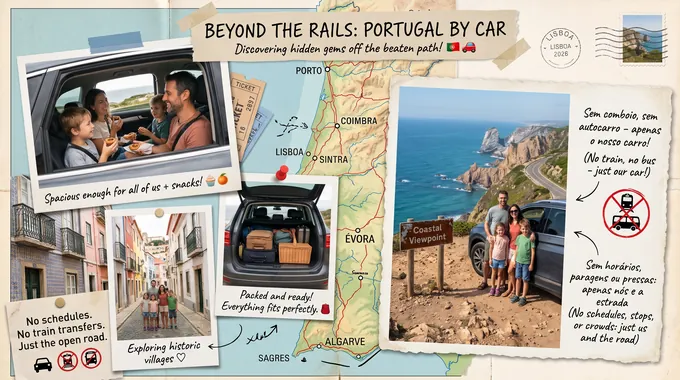 BEYOND THE RAILS: PORTUGAL BY CAR
Discovering hidden gems off the beaten path!
LISBOA
LISBOA
2026
Spacious enough for all of us + snacks!
TICKET
TICKET
PORTO
COIMBRA
LISBOA
SINTRA
ÉVORA
ALGARVE
SAGRES
Packed and ready!
Everything fits perfectly.
Exploring historic
villages ♡
No schedules.
No train transfers.
Just the open road.
Coastal
Viewpoint
Sem comboio, sem
autocarro – apenas
o nosso carro!
(No train, no bus
– just our car!)
Sem horários,
paragens ou pressas:
apenas nós e a
estrada
(No schedules, stops,
or crowds: just us
and the road)